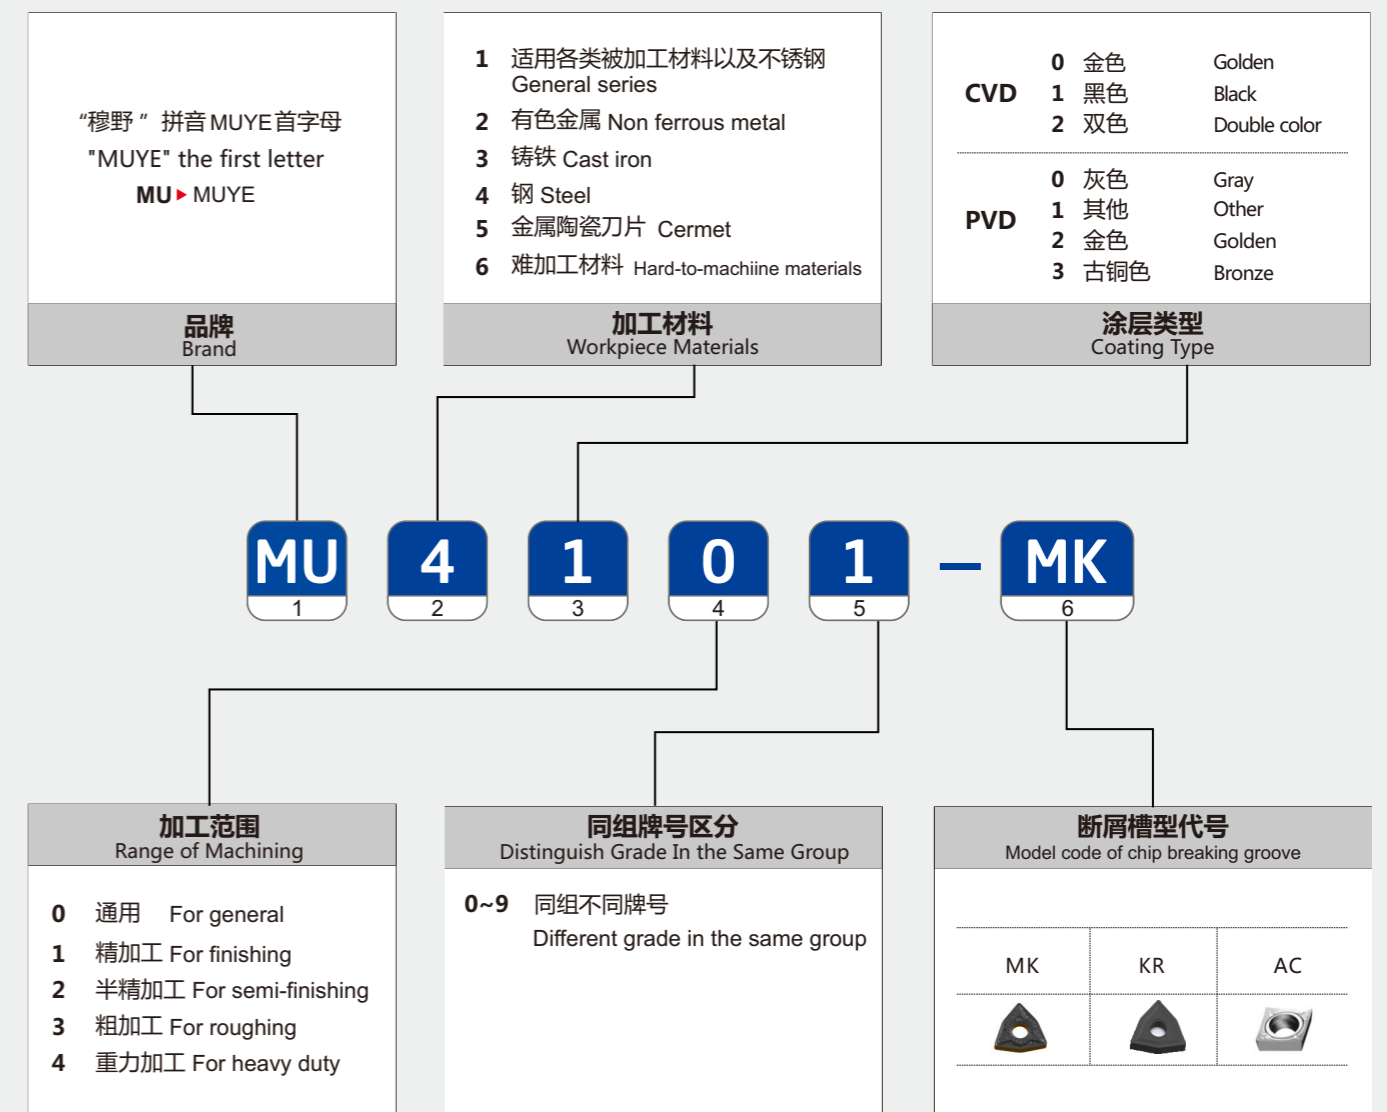 “穆野 ” 拼音 MUYE 首字母
"MUYE" the first letter
MU▶MUYE
品牌
Brand
1 适用各类被加工材料以及不锈钢
General series
2 有色金属 Non ferrous metal
3 铸铁 Cast iron
4 钢 Steel
5 金属陶瓷刀片 Cermet
6 难加工材料 Hard-to-machiine materials
加工材料
Workpiece Materials
CVD
0 金色 Golden
1 黑色 Black
2 双色 Double color
PVD
0 灰色 Gray
1 其他 Other
2 金色 Golden
3 古铜色 Bronze
涂层类型
Coating Type
MU 4 1 0 1 – MK
1 2 3 4 5 6
加工范围
Range of Machining
0 通用 For general
1 精加工 For finishing
2 半精加工 For semi-finishing
3 粗加工 For roughing
4 重力加工 For heavy duty
同组牌号区分
Distinguish Grade In the Same Group
0~9 同组不同牌号
Different grade in the same group
断屑槽型代号
Model code of chip breaking groove
MK KR AC